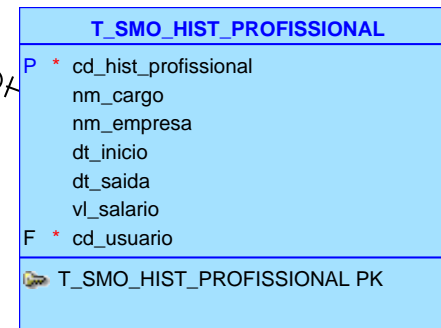 T_SMO_HIST_PROFISSIONAL
P * cd_hist_profissional
nm_cargo
nm_empresa
dt_inicio
dt_saida
vl_salario
F * cd_usuario
T_SMO_HIST_PROFISSIONAL PK